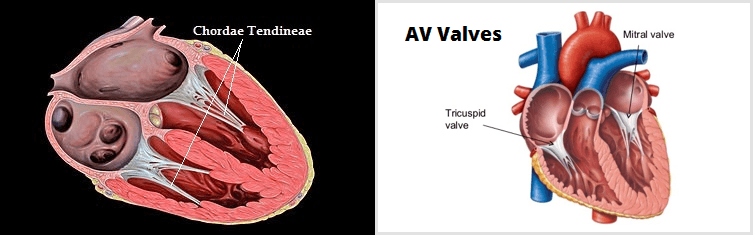 Chordae Tendineae
AV Valves
Mitral valve
Tricuspid
valve